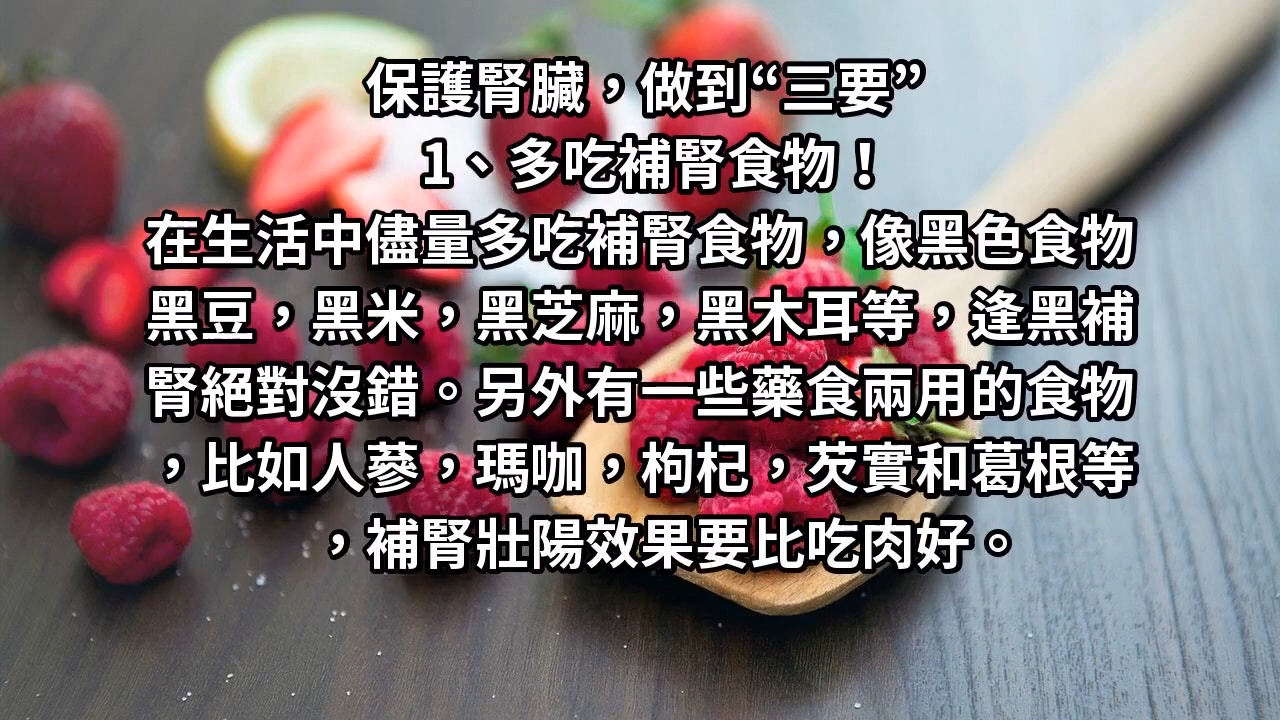 保護腎臟，做到“三要”
1、多吃補腎食物！
在生活中儘量多吃補腎食物，像黑色食物
黑豆，黑米，黑芝麻，黑木耳等，逢黑補
腎絕對沒錯。另外有一些藥食兩用的食物
，比如人蔘，瑪咖，枸杞，芡實和葛根等
，補腎壯陽效果要比吃肉好。